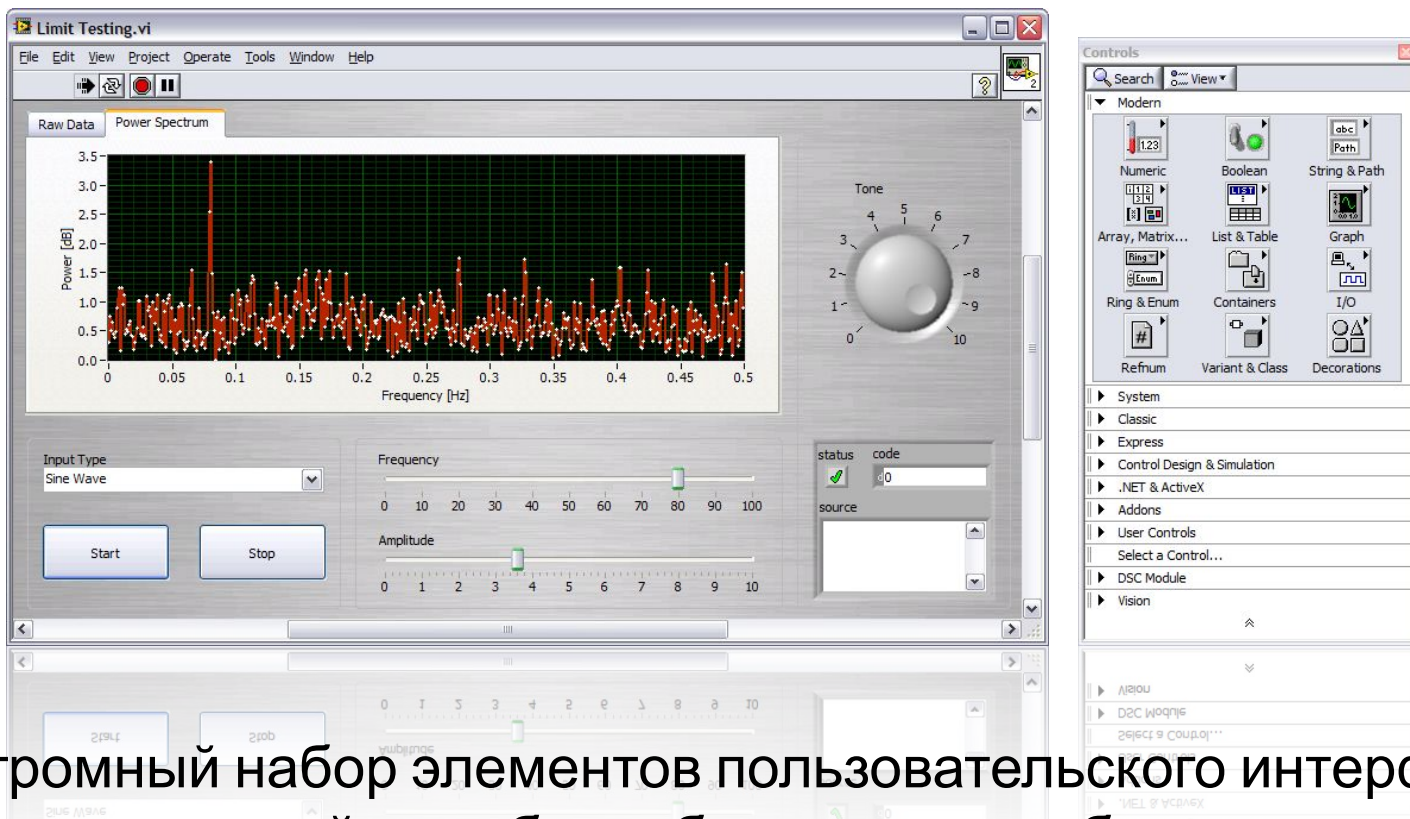 Limit Testing.vi
File Edit View Project Operate Tools Window Help
2
Raw Data Power Spectrum
3.5
3.0
2.5
2.0
1.5
1.0
0.5
0.0
Power [dB]
0 0.05 0.1 0.15 0.2 0.25 0.3 0.35 0.4 0.45 0.5
Frequency [Hz]
Tone
0 1 2 3 4 5 6 7 8 9 10
Input Type
Sine Wave
Start Stop
Frequency
0 10 20 30 40 50 60 70 80 90 100
Amplitude
0 1 2 3 4 5 6 7 8 9 10
status code
0
source
Controls
Search View
Modern
1.23 abc Path
Numeric Boolean String & Path
LIST
Array, Matrix... List & Table Graph
Ring Enum
Ring & Enum Containers I/O
#
Refnum Variant & Class Decorations
System
Classic
Express
Control Design & Simulation
.NET & ActiveX
Addons
User Controls
Select a Control...
DSC Module
Vision
громный набор элементов пользовательского интер